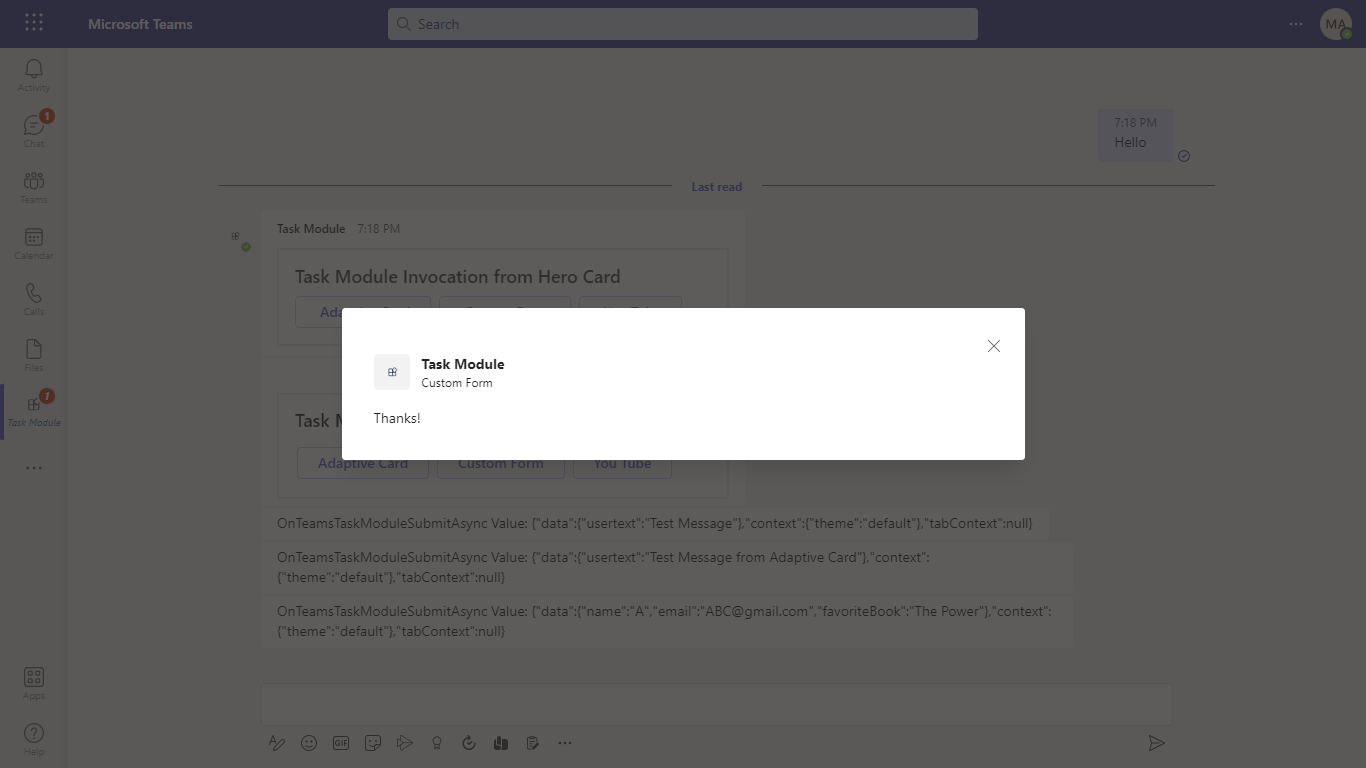 Microsoft Teams
Search
MA
Activity
1
Chat
Teams
Calendar
Calls
Files
1
Task Module
Apps
Help
7:18 PM
Hello
Last read
Task Module 7:18 PM
Task Module Invocation from Hero Card
Task Module
Custom Form
Thanks!
Task
Adaptive Card Custom Form You Tube
OnTeamsTaskModuleSubmitAsync Value: {"data":{"usertext":"Test Message"},"context":{"theme":"default"},"tabContext":null}
OnTeamsTaskModuleSubmitAsync Value: {"data":{"usertext":"Test Message from Adaptive Card"},"context":
{"theme":"default"},"tabContext":null}
OnTeamsTaskModuleSubmitAsync Value: {"data":{"name":"A","email":"ABC@gmail.com","favoriteBook":"The Power"},"context":
{"theme":"default"},"tabContext":null}
GIF